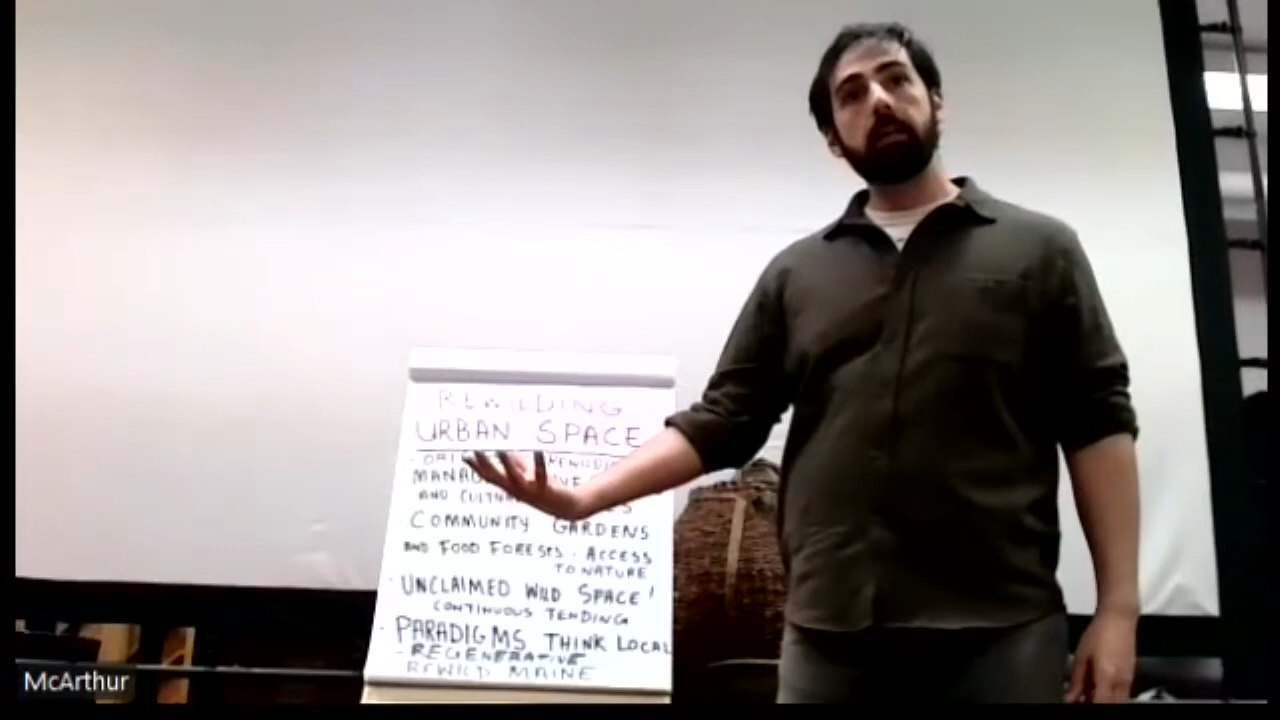 REWILDING
URBAN SPACE
AND
COMMUNITY GARDENS
AND FOOD FORESTS - ACCESS
TO NATURE
- UNCLAIMED WILD SPACE!
CONTINUOUS TENDING
- PARADIGMS THINK LOCAL
- REGENERATIVE
REWILD MAINE
McArthur